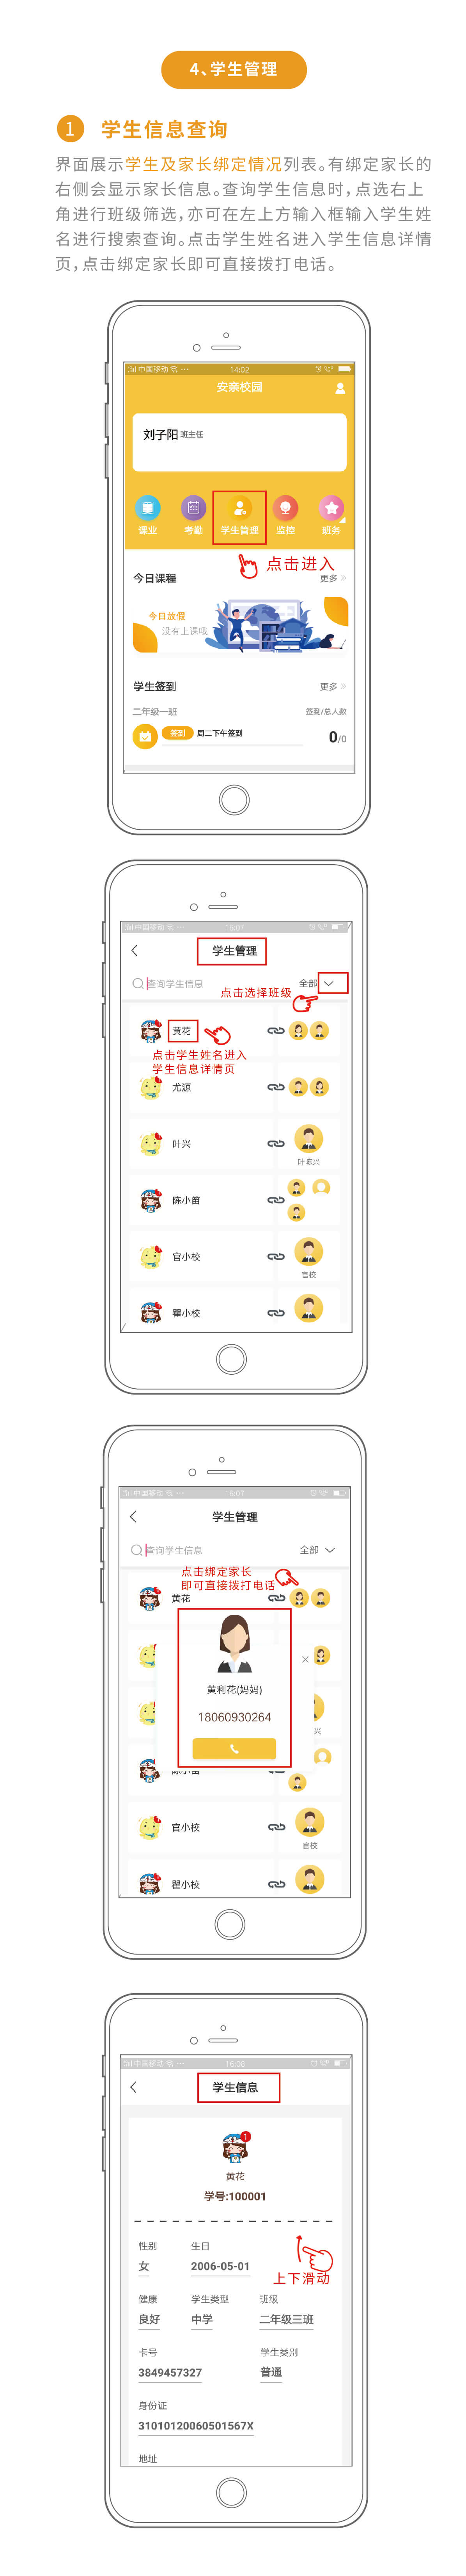 4、学生管理
1 学生信息查询
界面展示学生及家长绑定情况列表。有绑定家长的
右侧会显示家长信息。查询学生信息时，点选右上
角进行班级筛选，亦可在左上方输入框输入学生姓
名进行搜索查询。点击学生姓名进入学生信息详情
页，点击绑定家长即可直接拨打电话。
中国移动 14:02
安亲校园
刘子阳 班主任
课业 考勤 学生管理 监控 班务
点击进入
今日课程 更多
今日放假
没有上课哦
学生签到 更多
二年级一班 签到/总人数
签到 周二下午签到 0/0
中国移动 16:07
学生管理
查询学生信息 全部
点击选择班级
黄花
点击学生姓名进入
学生信息详情页
尤源
叶兴
叶陈兴
陈小苗
官小校
官校
翟小校
中国移动 16:07
学生管理
查询学生信息 全部
点击绑定家长
即可直接拨打电话
黄花
黄利花(妈妈)
18060930264
官小校
官校
翟小校
中国移动 16:08
学生信息
1
黄花
学号:100001
性别 生日
女 2006-05-01
上下滑动
健康 学生类型 班级
良好 中学 二年级三班
卡号 学生类别
3849457327 普通
身份证
31010120060501567X
地址